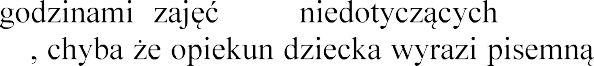 godzinami zajęć niedotyczących
, chyba że opiekun dziecka wyrazi pisemną